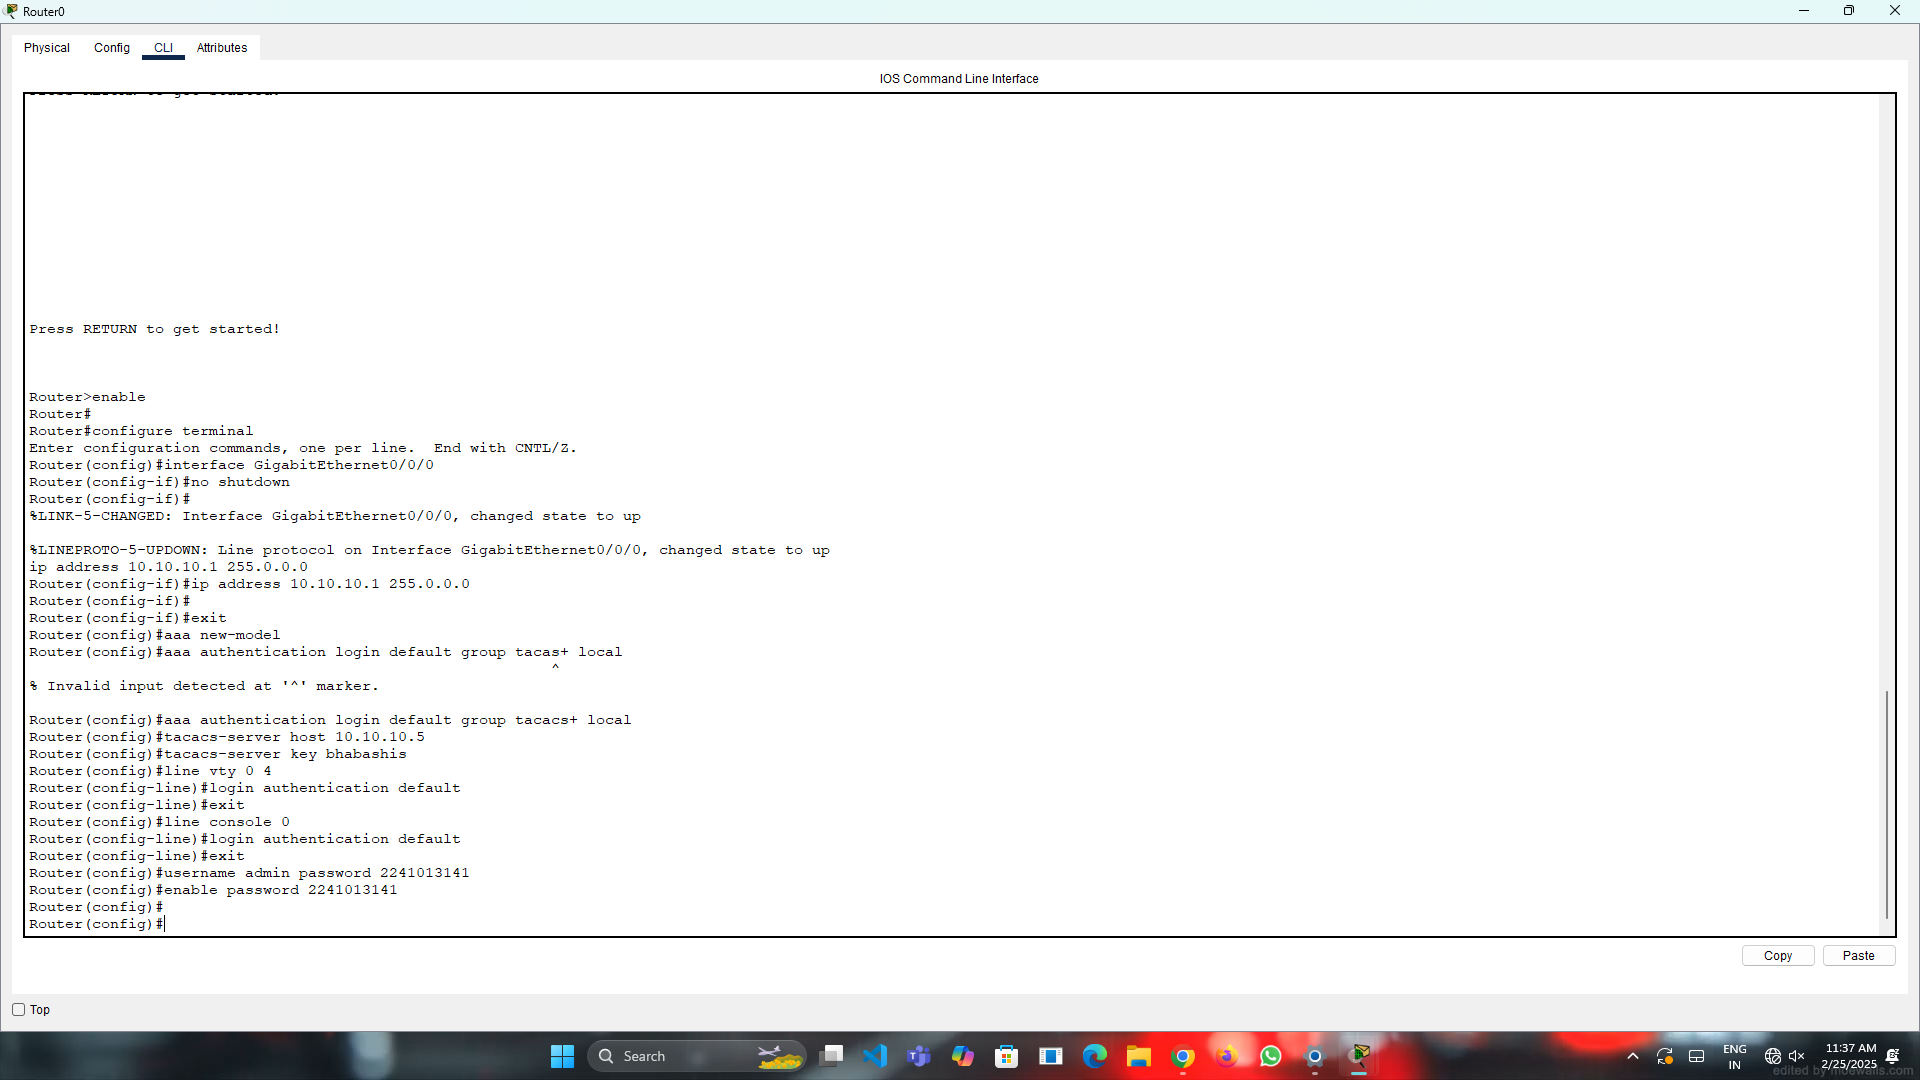 Router0
Physical Config CLI Attributes
IOS Command Line Interface
Press RETURN to get started!
Router>enable
Router#
Router#configure terminal
Enter configuration commands, one per line.  End with CNTL/Z.
Router(config)#interface GigabitEthernet0/0/0
Router(config-if)#no shutdown
Router(config-if)#
%LINK-5-CHANGED: Interface GigabitEthernet0/0/0, changed state to up
%LINEPROTO-5-UPDOWN: Line protocol on Interface GigabitEthernet0/0/0, changed state to up
ip address 10.10.10.1 255.0.0.0
Router(config-if)#ip address 10.10.10.1 255.0.0.0
Router(config-if)#
Router(config-if)#exit
Router(config)#aaa new-model
Router(config)#aaa authentication login default group tacas+ local
^
% Invalid input detected at '^' marker.
Router(config)#aaa authentication login default group tacacs+ local
Router(config)#tacacs-server host 10.10.10.5
Router(config)#tacacs-server key bhabashis
Router(config)#line vty 0 4
Router(config-line)#login authentication default
Router(config-line)#exit
Router(config)#line console 0
Router(config-line)#login authentication default
Router(config-line)#exit
Router(config)#username admin password 2241013141
Router(config)#enable password 2241013141
Router(config)#
Router(config)#
Copy Paste
Top
Search
ENG
IN
11:37 AM
2/25/2025
edited by moewalls.com